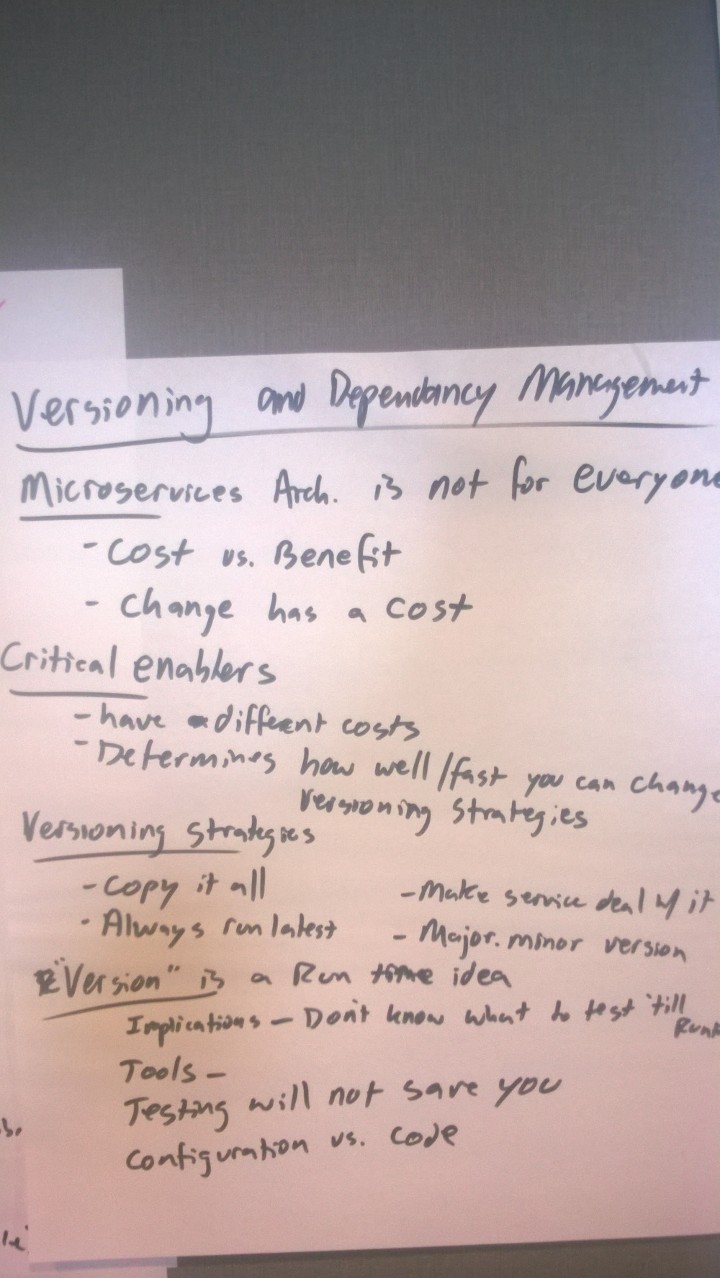 Versioning and Dependancy Management
Microservices Arch. is not for everyone
- Cost vs. Benefit
- Change has a cost
Critical enablers
- have different costs
- Determines how well/fast you can change
versioning strategies
Versioning strategies
- Copy it all
- Make service deal w/ it
- Always run latest
- Major.minor version
"Version" is a Run time idea
Implications - Don't know what to test 'till
Tools -
Testing will not save you
Configuration vs. Code